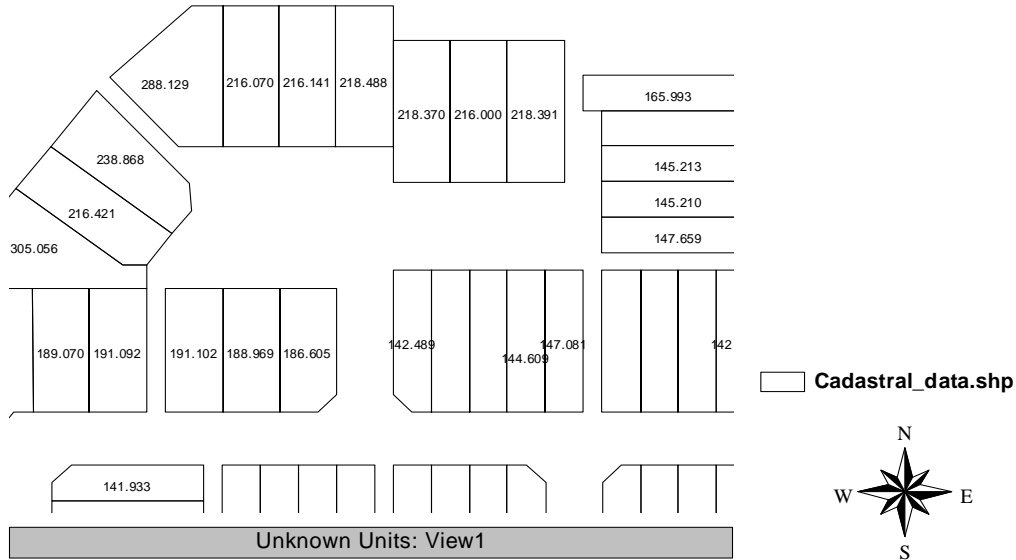 288.129 216.070 216.141 218.488
218.370 216.000 218.391
165.993
238.868
145.213
216.421
145.210
305.056
147.659
189.070 191.092 191.102 188.969 186.605
142.489 147.081 142
144.609
Cadastral_data.shp
141.933
N
W E
S
Unknown Units: View1